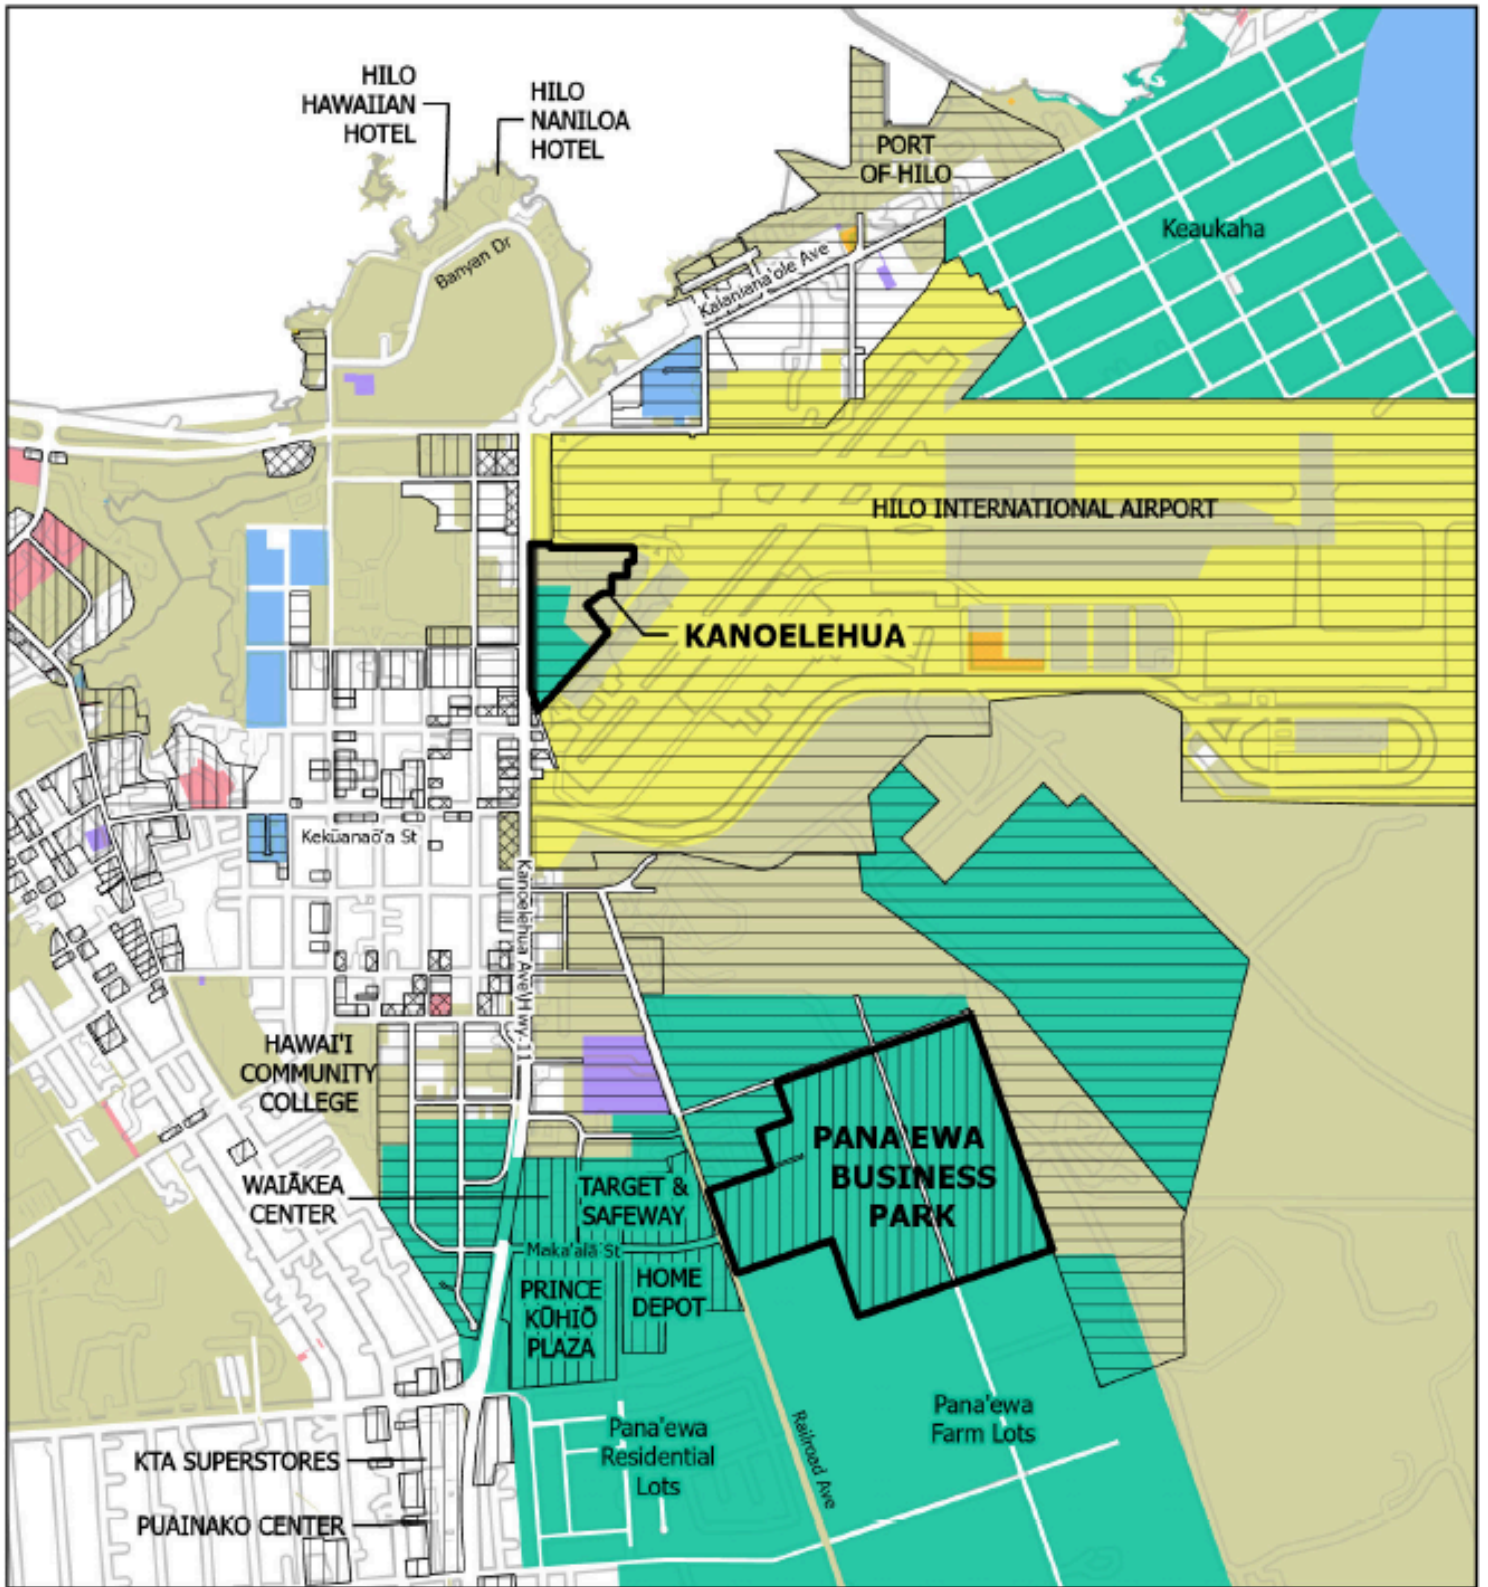 HILO
HAWAIIAN
HOTEL
HILO
NANILOA
HOTEL
PORT
OF HILO
Keaukaha
Banyan Dr
Kalaniana'ole Ave
HILO INTERNATIONAL AIRPORT
KANOELEHUA
Kekūanaō'a St
Kanoelehua Ave\Hwy. 11
HAWAI'I
COMMUNITY
COLLEGE
PANA'EWA
BUSINESS
PARK
WAIĀKEA
CENTER
TARGET &
SAFEWAY
Maka'ala St
PRINCE
KŪHIŌ
PLAZA
HOME
DEPOT
Pana'ewa
Residential
Lots
Railroad Ave
Pana'ewa
Farm Lots
KTA SUPERSTORES
PUAINAKO CENTER